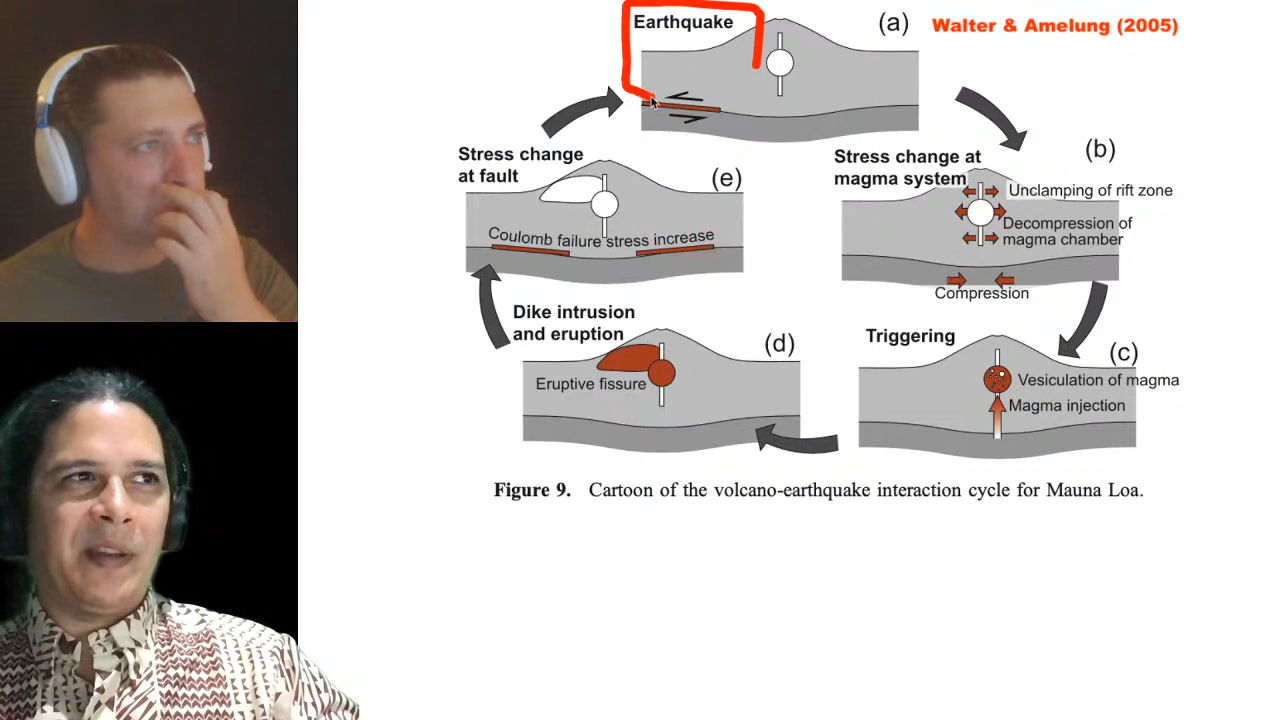 Earthquake
(a)
Walter & Amelung (2005)
Stress change at
magma system
(b)
Unclamping of rift zone
Decompression of
magma chamber
Compression
Triggering
(c)
Vesiculation of magma
Magma injection
Dike intrusion
and eruption
(d)
Eruptive fissure
Stress change
at fault
(e)
Coulomb failure stress increase
Figure 9. Cartoon of the volcano-earthquake interaction cycle for Mauna Loa.